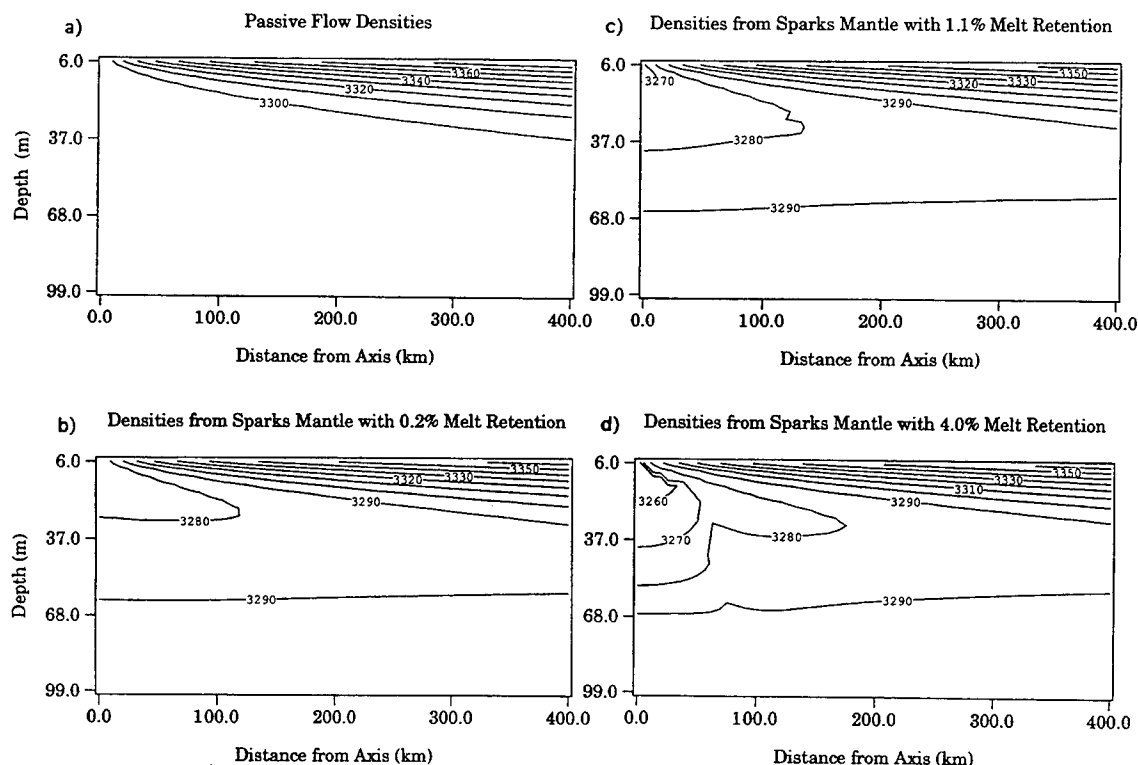 a)
Passive Flow Densities
6.0
37.0
68.0
99.0
Depth (m)
3360
3340
3320
3300
0.0 100.0 200.0 300.0 400.0
Distance from Axis (km)
c)
Densities from Sparks Mantle with 1.1% Melt Retention
6.0
37.0
68.0
99.0
3270
3350
3330
3320
3290
3280
3290
0.0 100.0 200.0 300.0 400.0
Distance from Axis (km)
b)
Densities from Sparks Mantle with 0.2% Melt Retention
6.0
37.0
68.0
99.0
Depth (m)
3350
3330
3320
3290
3280
3290
0.0 100.0 200.0 300.0 400.0
Distance from Axis (km)
d)
Densities from Sparks Mantle with 4.0% Melt Retention
6.0
37.0
68.0
99.0
3350
3330
3310
3290
3260
3270
3280
3290
0.0 100.0 200.0 300.0 400.0
Distance from Axis (km)